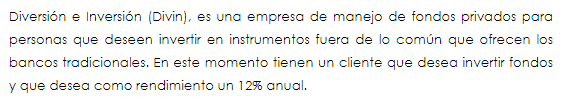 Diversión e Inversión (Divin), es una empresa de manejo de fondos privados para
personas que deseen invertir en instrumentos fuera de lo común que ofrecen los
bancos tradicionales. En este momento tienen un cliente que desea invertir fondos
y que desea como rendimiento un 12% anual.